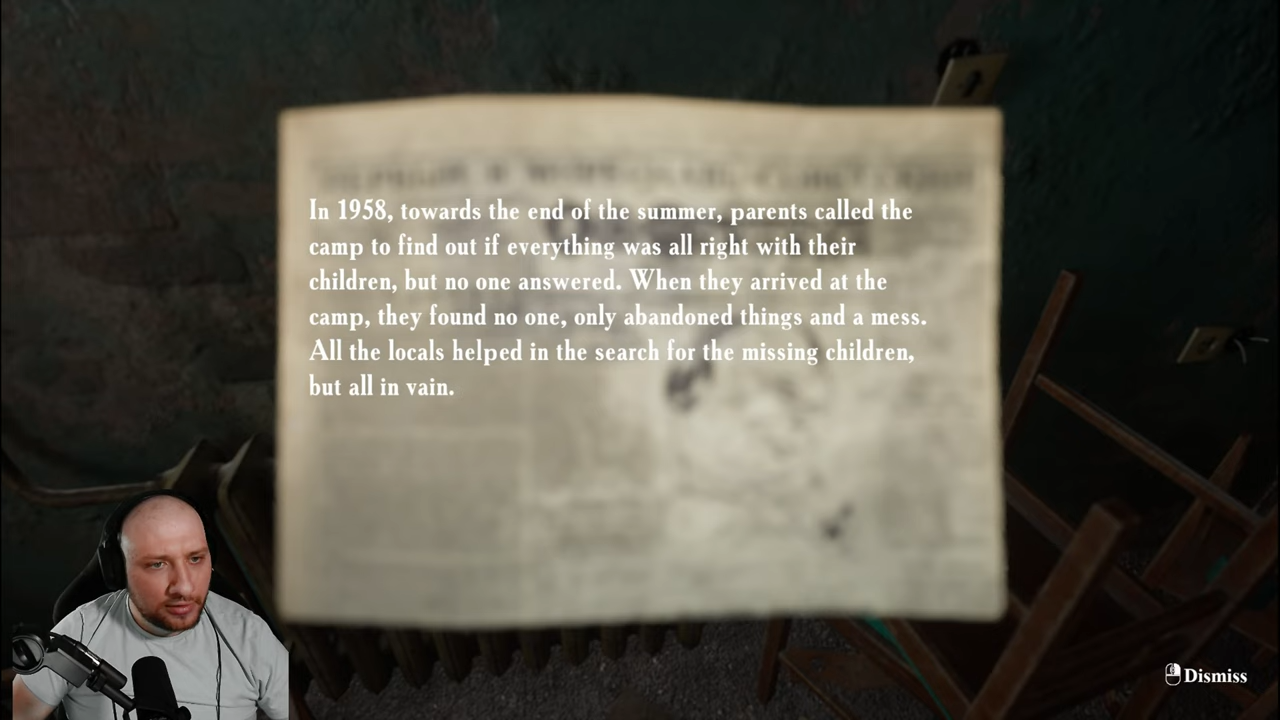 In 1958, towards the end of the summer, parents called the
camp to find out if everything was all right with their
children, but no one answered. When they arrived at the
camp, they found no one, only abandoned things and a mess.
All the locals helped in the search for the missing children,
but all in vain.
Dismiss